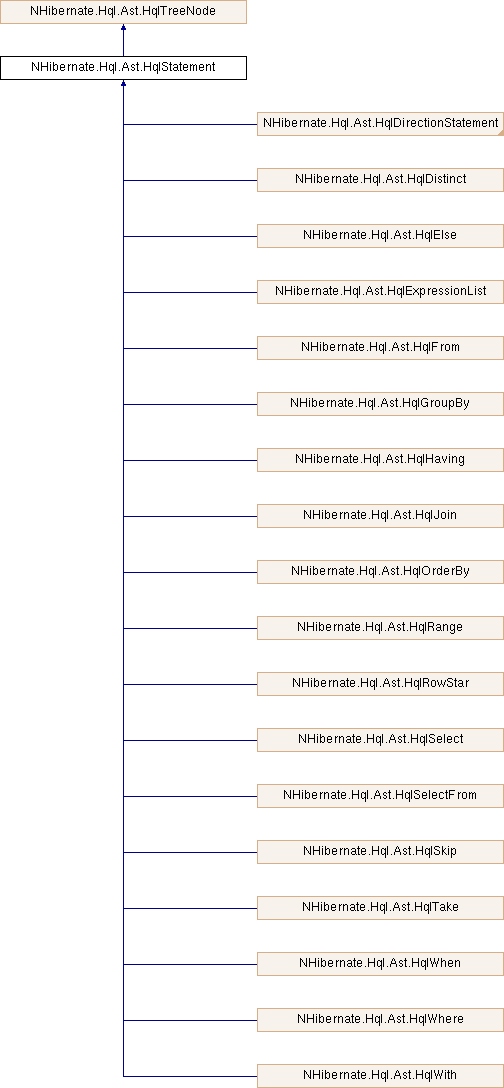 NHibernate.Hql.Ast.HqlTreeNode
NHibernate.Hql.Ast.HqlStatement
NHibernate.Hql.Ast.HqlDirectionStatement
NHibernate.Hql.Ast.HqlDistinct
NHibernate.Hql.Ast.HqlElse
NHibernate.Hql.Ast.HqlExpressionList
NHibernate.Hql.Ast.HqlFrom
NHibernate.Hql.Ast.HqlGroupBy
NHibernate.Hql.Ast.HqlHaving
NHibernate.Hql.Ast.HqlJoin
NHibernate.Hql.Ast.HqlOrderBy
NHibernate.Hql.Ast.HqlRange
NHibernate.Hql.Ast.HqlRowStar
NHibernate.Hql.Ast.HqlSelect
NHibernate.Hql.Ast.HqlSelectFrom
NHibernate.Hql.Ast.HqlSkip
NHibernate.Hql.Ast.HqlTake
NHibernate.Hql.Ast.HqlWhen
NHibernate.Hql.Ast.HqlWhere
NHibernate.Hql.Ast.HqlWith